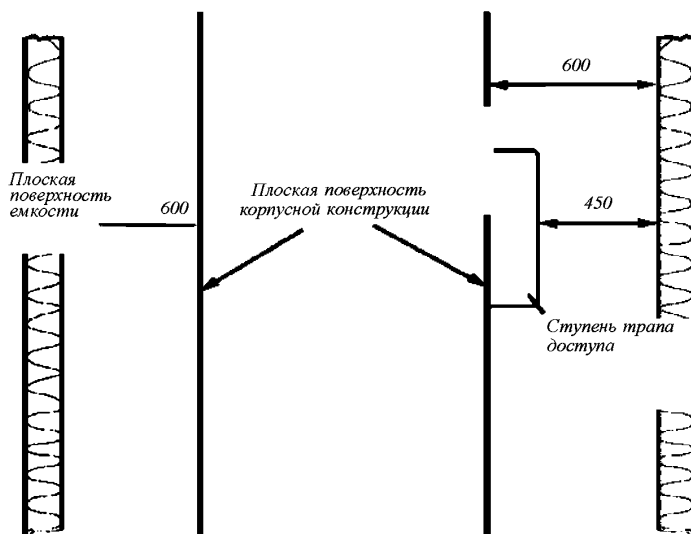 600
Плоская
поверхность
емкости
600
Плоская поверхность
корпусной конструкции
450
Ступень трапа
доступа